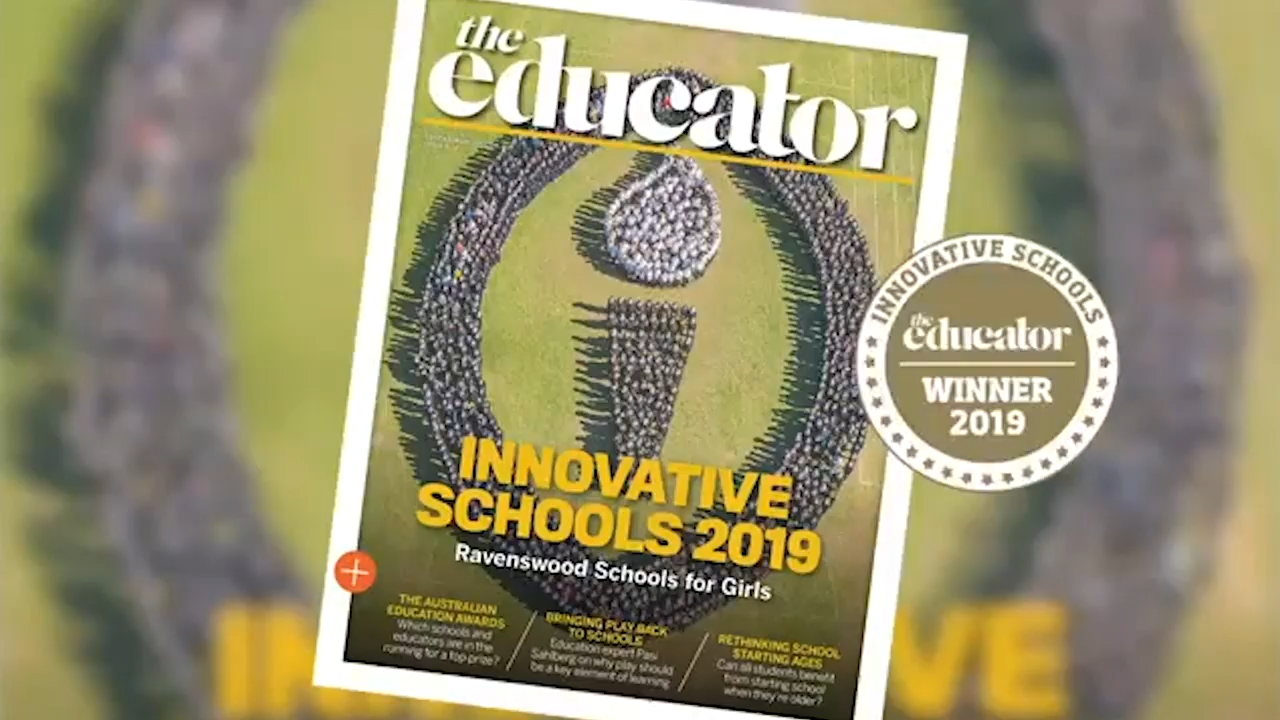 the
educator
INNOVATIVE
SCHOOLS 2019
Ravenswood Schools for Girls
THE AUSTRALIAN
EDUCATION AWARDS
Which schools and
educators are in the
running for a top prize?
BRINGING PLAY BACK
TO SCHOOLS
Education expert Pasi
Sahlberg on why play should
be a key element of learning
RETHINKING SCHOOL
STARTING AGES
Can all students benefit
from starting school
when they're older?
INNOVATIVE SCHOOLS
the
educator
WINNER
2019